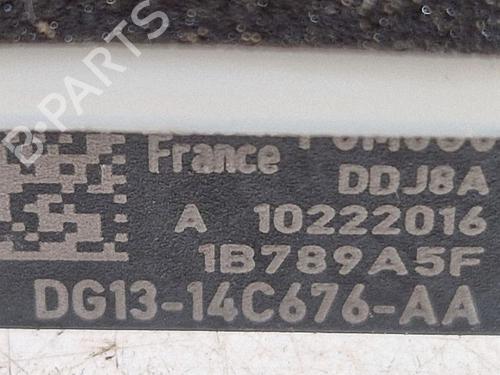 B-PARTS
France
DDJ8A
A 10222016
1B789A5F
DG13-14C676-AA